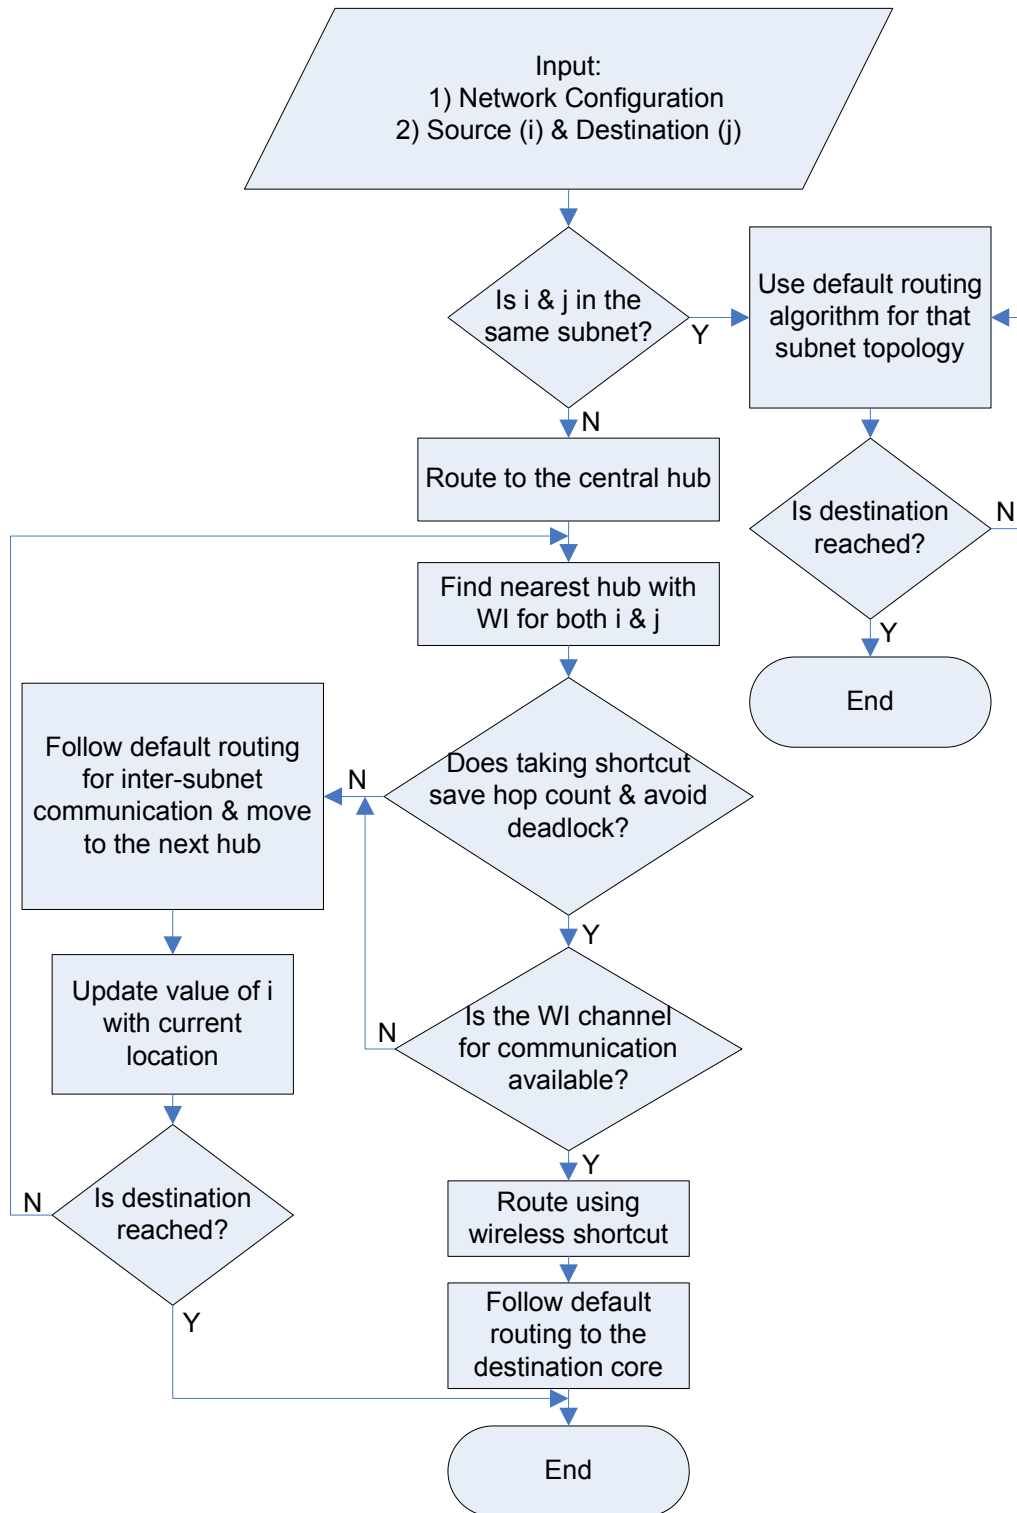 Input:
1) Network Configuration
2) Source (i) & Destination (j)
Is i & j in the
same subnet?
Y
Use default routing
algorithm for that
subnet topology
N
Route to the central hub
Is destination
reached?
N
Y
End
Find nearest hub with
WI for both i & j
Does taking shortcut
save hop count & avoid
deadlock?
N
Follow default routing
for inter-subnet
communication & move
to the next hub
Y
Update value of i
with current
location
Is the WI channel
for communication
available?
N
Y
Is destination
reached?
N
Y
Route using
wireless shortcut
Follow default
routing to the
destination core
End